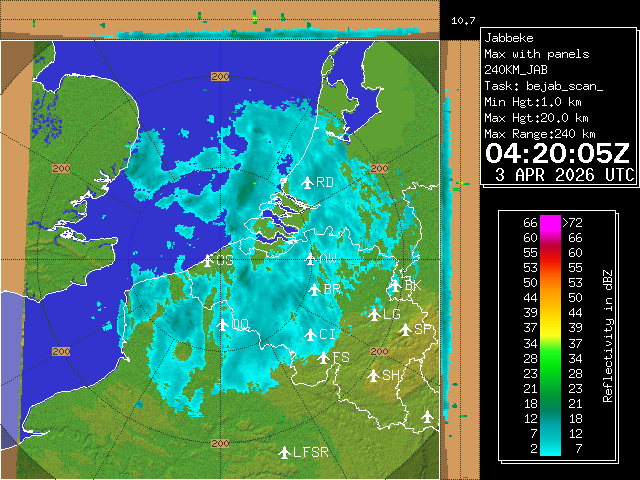 10.7
Jabbeke
Max with panels
240KM_JAB
Task: bejab_scan_
Min Hgt:1.0 km
Max Hgt:20.0 km
Max Range:240 km
04:20:05Z
3 APR 2026 UTC
200
200
200
RD
OS
BR
BK
LG
QQ
CI
SP
200
FS
200
SH
200
LFSR
66 >72
60 66
55 60
53 55
50 53
44 50
39 44
37 39
34 37
28 34
23 28
21 23
18 21
12 18
7 12
2 7
Reflectivity in dBZ